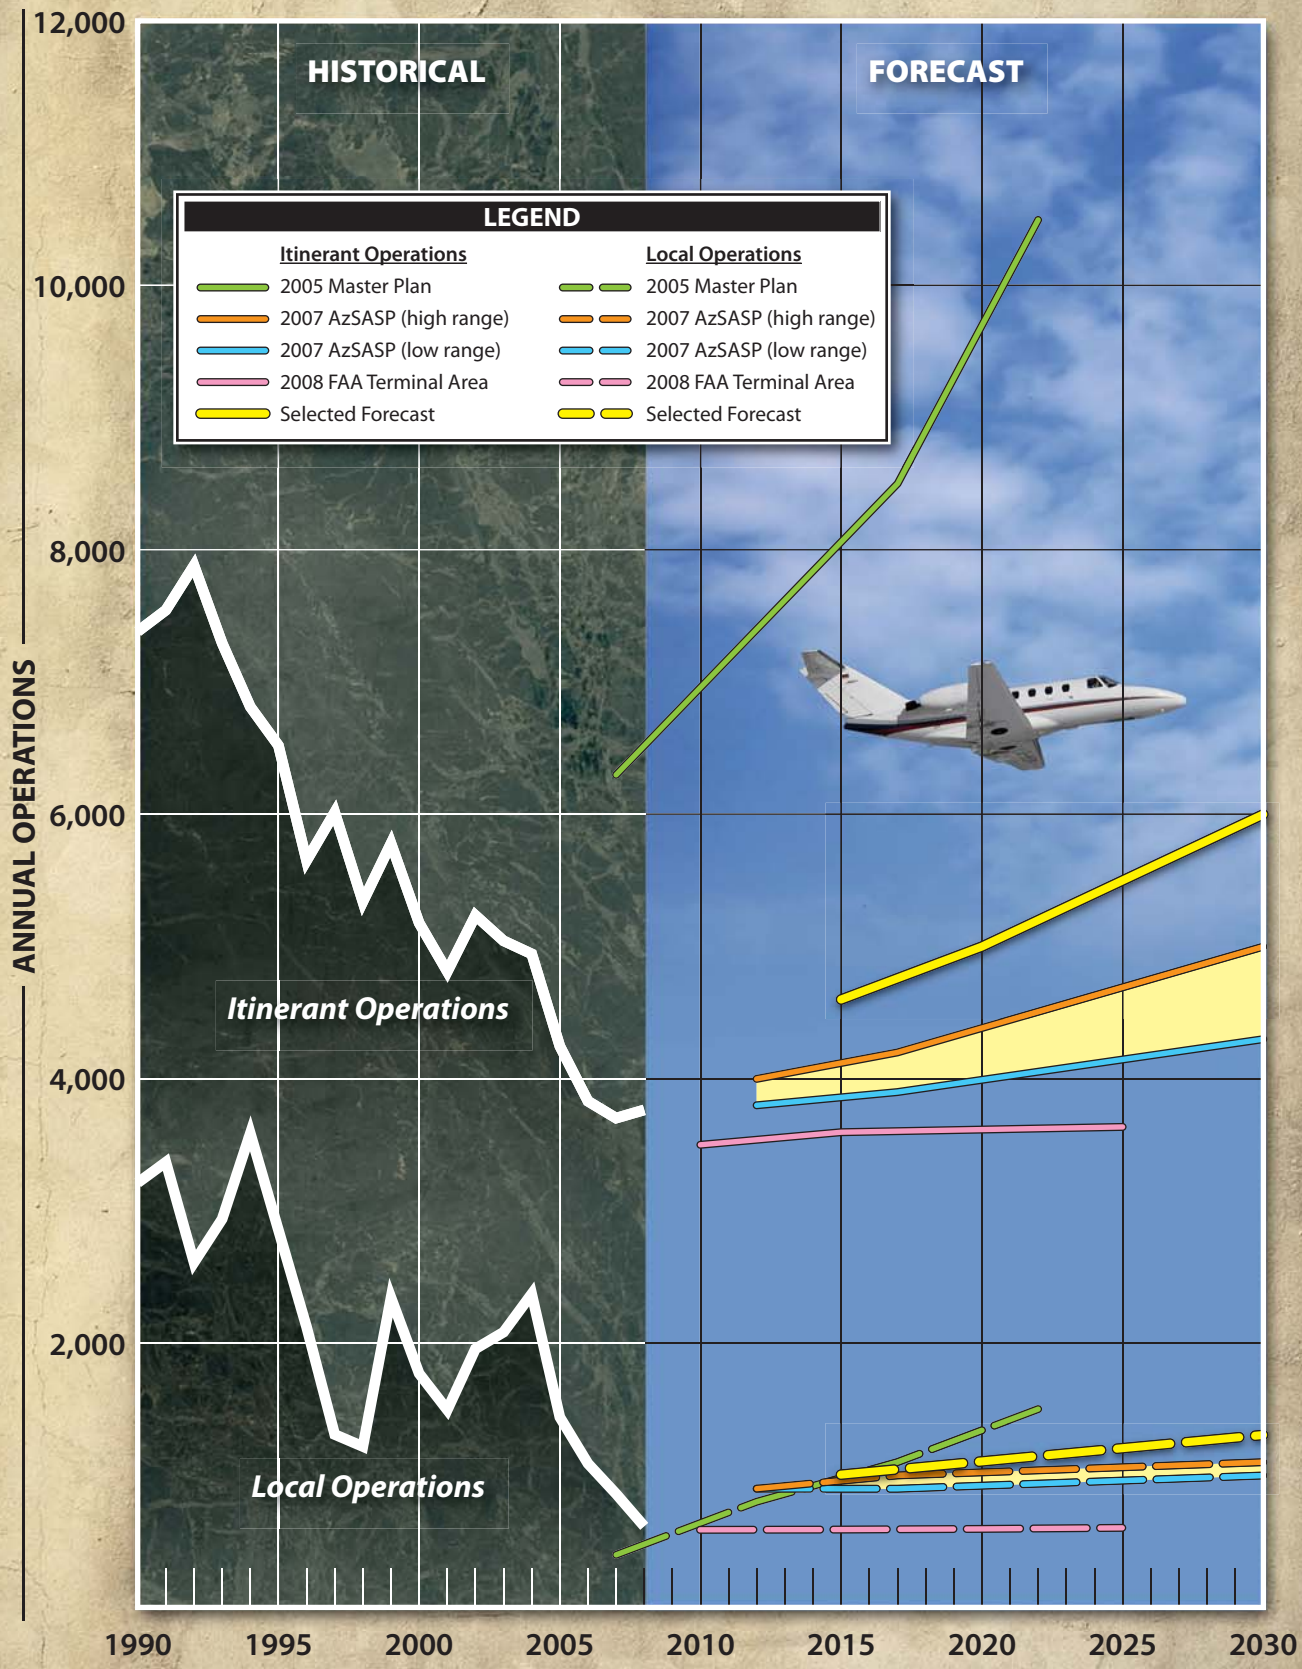 12,000
HISTORICAL
FORECAST
LEGEND
Itinerant Operations
Local Operations
2005 Master Plan
2005 Master Plan
10,000
2007 AzSASP (high range)
2007 AzSASP (high range)
2007 AzSASP (low range)
2007 AzSASP (low range)
2008 FAA Terminal Area
2008 FAA Terminal Area
Selected Forecast
Selected Forecast
8,000
ANNUAL OPERATIONS
6,000
Itinerant Operations
4,000
2,000
Local Operations
1990 1995 2000 2005 2010 2015 2020 2025 2030